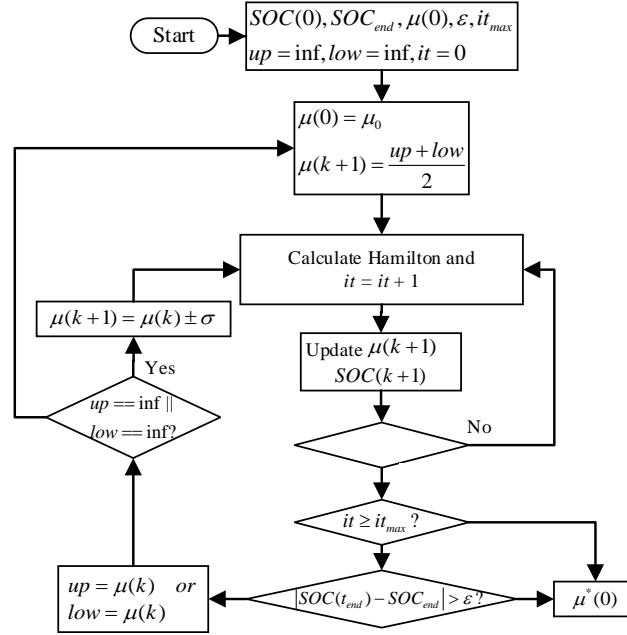 Start
SOC(0), SOC_end, μ(0), ε, it_max
up = inf, low = inf, it = 0
μ(0) = μ₀
μ(k+1) = (up + low)/2
Calculate Hamilton and
it = it + 1
μ(k+1) = μ(k) ± σ
Update μ(k+1)
SOC(k+1)
Yes
up == inf ||
low == inf?
No
it ≥ it_max ?
up = μ(k) or
low = μ(k)
|SOC(t_end) − SOC_end| > ε ?
μ*(0)